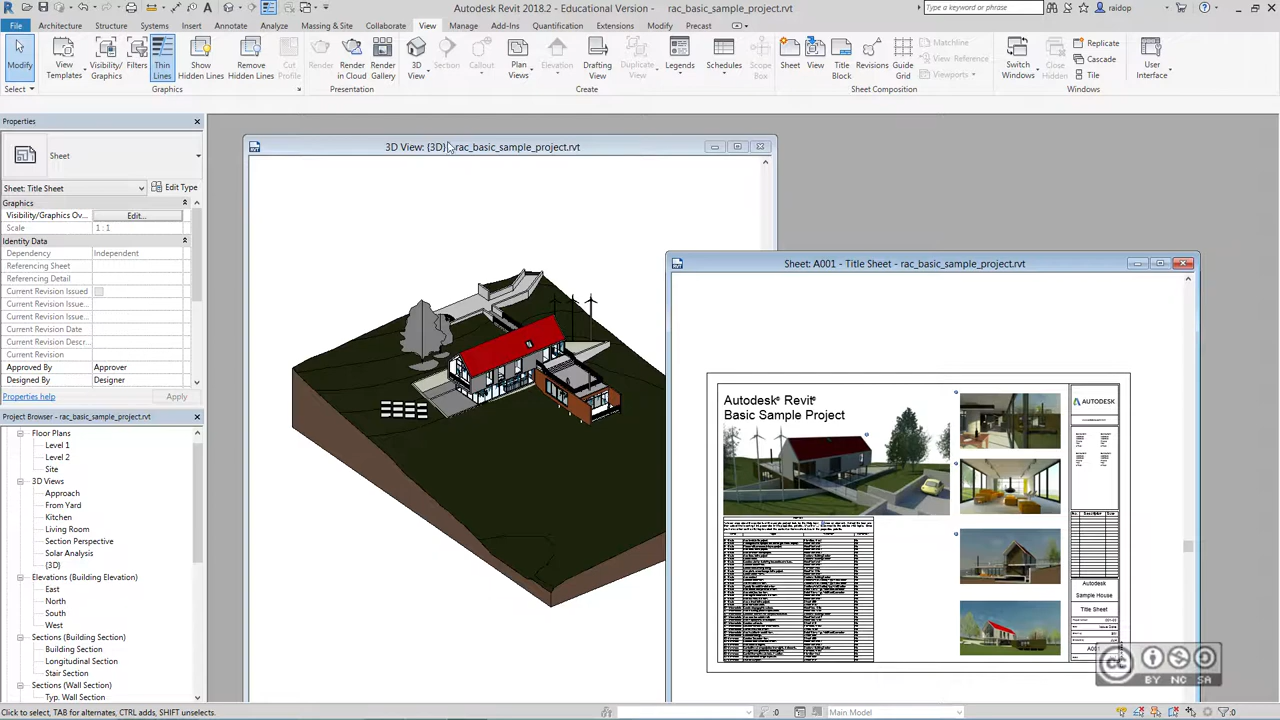 Autodesk Revit 2018.2 - Educational Version - rac_basic_sample_project.rvt
Type a keyword or phrase
raidop
File Architecture Structure Systems Insert Annotate Analyze Massing & Site Collaborate View Manage Add-Ins Quantification Extensions Modify Precast
Modify
View Templates
Visibility/ Graphics
Filters
Thin Lines
Show Hidden Lines
Remove Hidden Lines
Cut Profile
Render
Render in Cloud
Render Gallery
3D View
Section
Callout
Plan Views
Elevation
Drafting View
Duplicate View
Legends
Schedules
Scope Box
Sheet
View
Title Block
Revisions
Guide Grid
Matchline
View Reference
Viewports
Switch Windows
Close Hidden
Replicate
Cascade
Tile
User Interface
Select Graphics Presentation Create Sheet Composition Windows
Properties
Sheet
Sheet: Title Sheet Edit Type
Graphics
Visibility/Graphics Ov... Edit...
Scale 1 : 1
Identity Data
Dependency Independent
Referencing Sheet
Referencing Detail
Current Revision Issued
Current Revision Issue...
Current Revision Issue...
Current Revision Date
Current Revision Descr...
Current Revision
Approved By Approver
Designed By Designer
Properties help Apply
Project Browser - rac_basic_sample_project.rvt
Floor Plans
Level 1
Level 2
Site
3D Views
Approach
From Yard
Kitchen
Living Room
Section Perspective
Solar Analysis
{3D}
Elevations (Building Elevation)
East
North
South
West
Sections (Building Section)
Building Section
Longitudinal Section
Stair Section
Sections (Wall Section)
Typ. Wall Section
3D View: {3D} - rac_basic_sample_project.rvt
Sheet: A001 - Title Sheet - rac_basic_sample_project.rvt
Autodesk® Revit®
Basic Sample Project
AUTODESK
No. Description Date
Autodesk
Sample House
Title Sheet
A001
cc
BY NC SA
Click to select, TAB for alternates, CTRL adds, SHIFT unselects.
:0
Main Model
:0